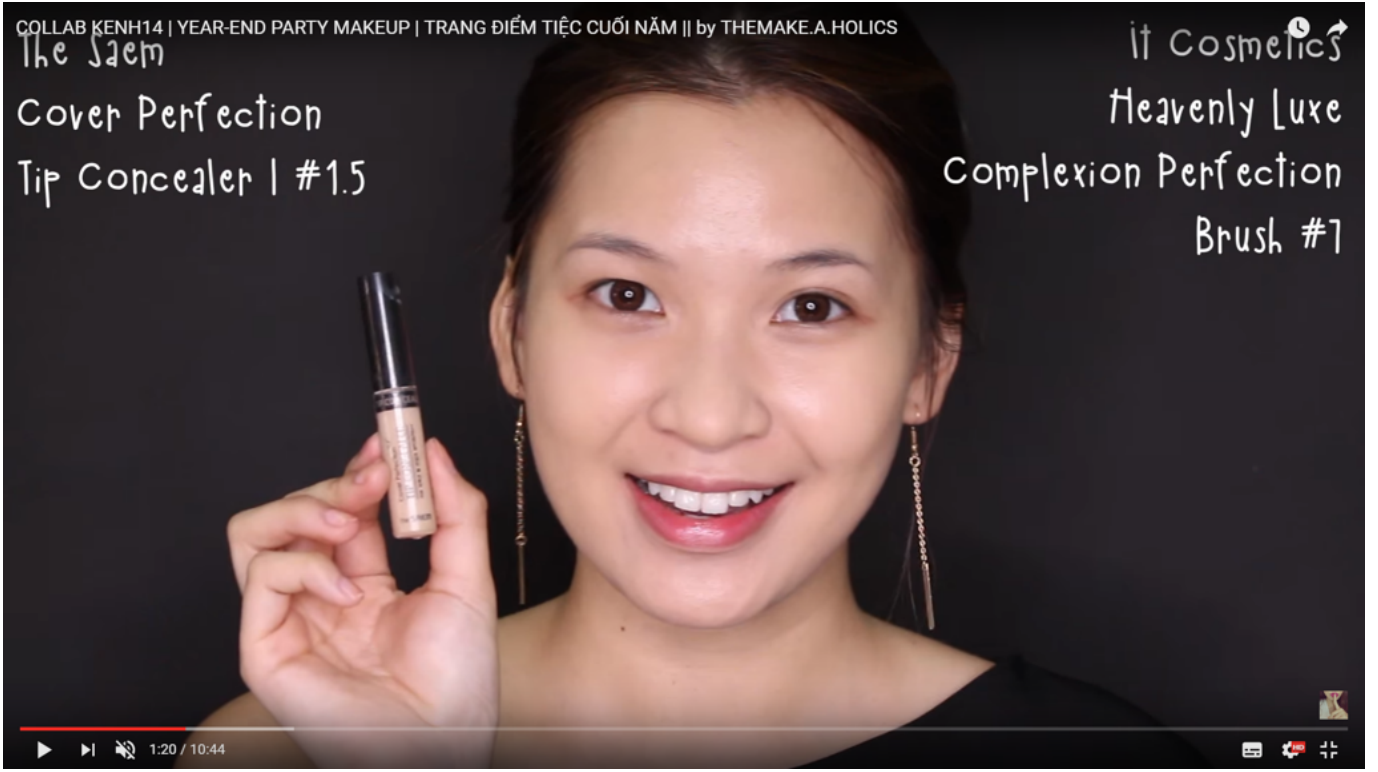 COLLAB KENH14 | YEAR-END PARTY MAKEUP | TRANG ĐIỂM TIỆC CUỐI NĂM || by THEMAKE.A.HOLICS
The Saem
Cover Perfection
Tip Concealer | #1.5
It Cosmetics
Heavenly Luxe
Complexion Perfection
Brush #7
1:20 / 10:44
HD